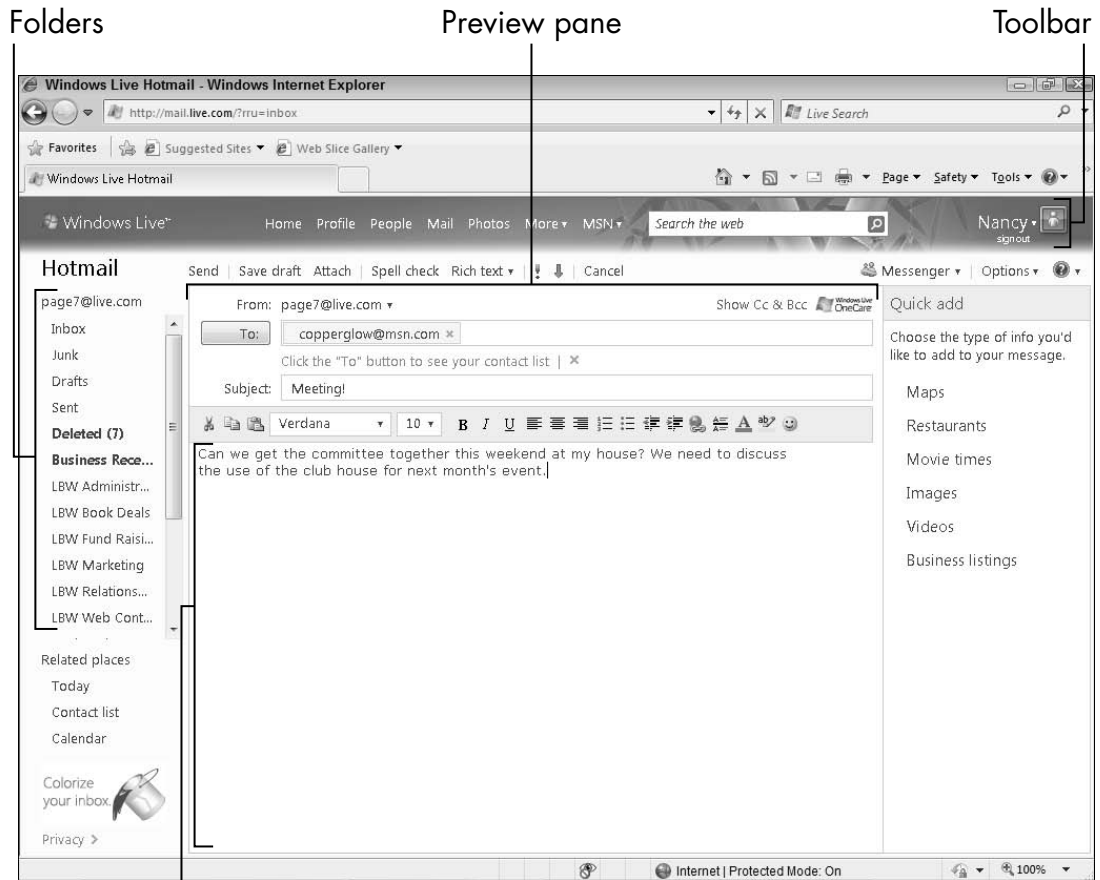 Folders Preview pane Toolbar
Windows Live Hotmail - Windows Internet Explorer
http://mail.live.com/?rru=inbox Live Search
Favorites Suggested Sites Web Slice Gallery
Windows Live Hotmail Page Safety Tools
Windows Live™ Home Profile People Mail Photos More MSN Search the web Nancy
sign out
Hotmail Send | Save draft Attach | Spell check Rich text | Cancel Messenger | Options
page7@live.com From: page7@live.com Show Cc & Bcc Windows Live OneCare Quick add
Inbox To: copperglow@msn.com × Choose the type of info you'd
like to add to your message.
Junk Click the "To" button to see your contact list | ×
Drafts Subject: Meeting! Maps
Sent Restaurants
Deleted (7) Verdana 10 B I U A
Business Rece... Can we get the committee together this weekend at my house? We need to discuss Movie times
the use of the club house for next month's event.
LBW Administr... Images
LBW Book Deals Videos
LBW Fund Raisi... Business listings
LBW Marketing
LBW Relations...
LBW Web Cont...
Related places
Today
Contact list
Calendar
Colorize
your inbox.
Privacy >
Internet | Protected Mode: On 100%